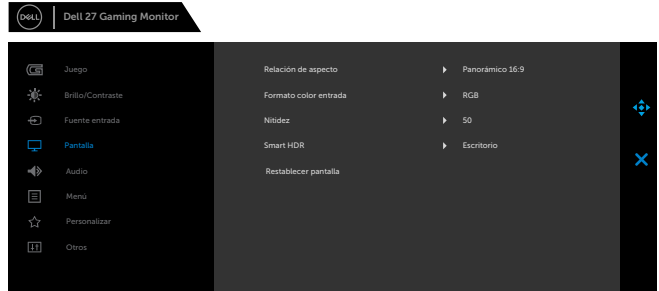 DELL
Dell 27 Gaming Monitor
Juego
Relación de aspecto
Panorámico 16:9
Brillo/Contraste
Formato color entrada
RGB
Fuente entrada
Nitidez
50
Pantalla
Smart HDR
Escritorio
Audio
Restablecer pantalla
Menú
Personalizar
Otros